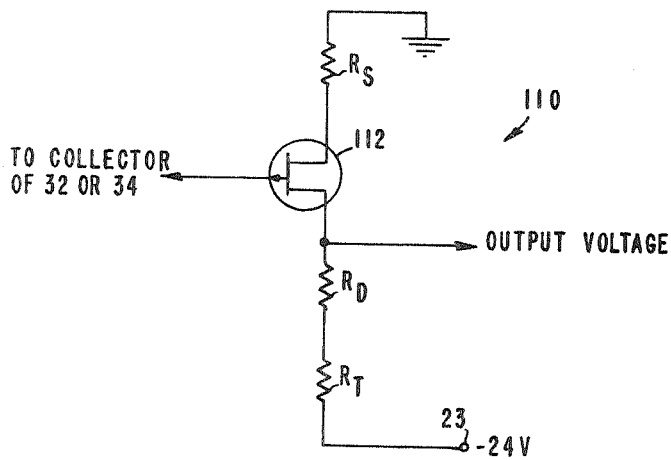 R_S
110
112
TO COLLECTOR
OF 32 OR 34
OUTPUT VOLTAGE
R_D
R_T
23
-24V